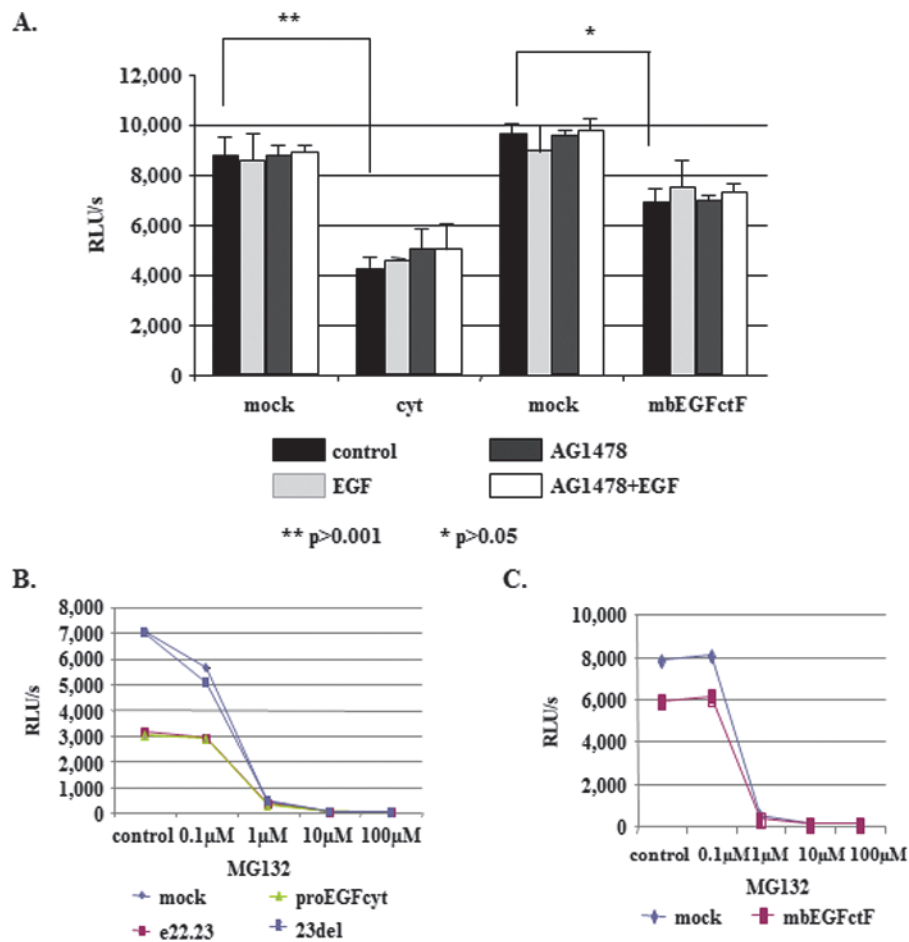 A.
** *
12,000
10,000
8,000
6,000
4,000
2,000
0
RLU/s
mock cyt mock mbEGFctF
control AG1478
EGF AG1478+EGF
** p>0.001 * p>0.05
B.
8,000
7,000
6,000
5,000
4,000
3,000
2,000
1,000
0
RLU/s
control 0.1μM 1μM 10μM 100μM
MG132
mock proEGFcyt
e22.23 23del
C.
10,000
8,000
6,000
4,000
2,000
0
RLU/s
control 0.1μM 1μM 10μM 100μM
MG132
mock mbEGFctF